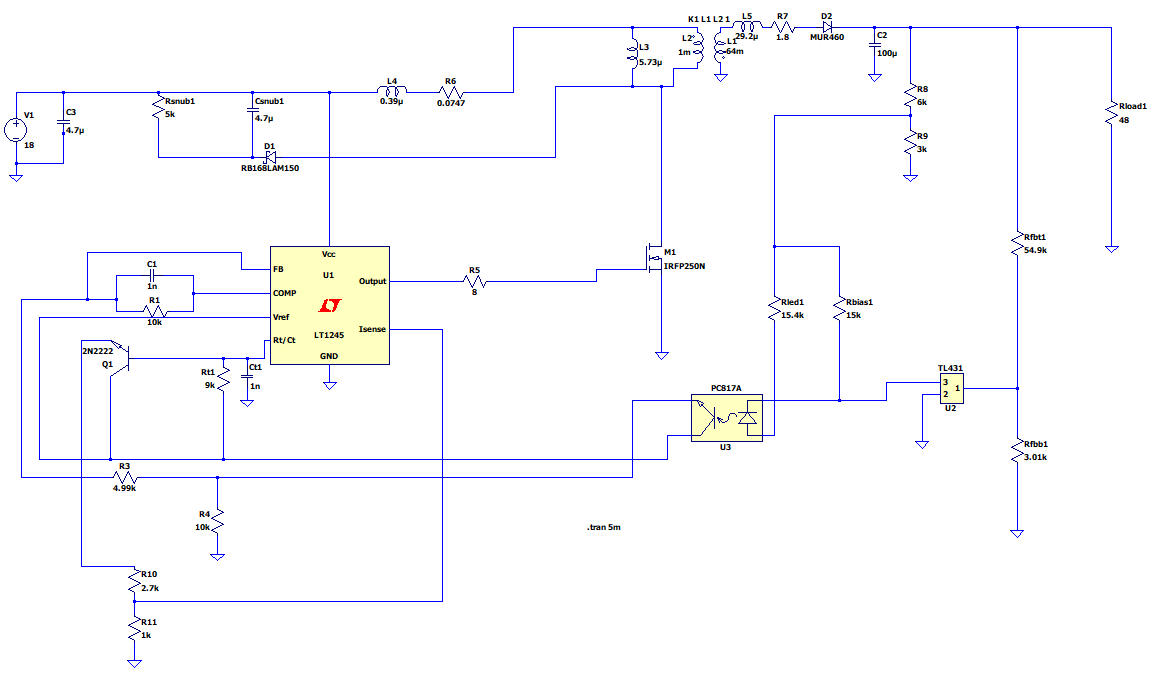 K1 L1 L2 1
L5
29.2µ
R7
1.8
D2
MUR460
C2
100µ
L2
1m
L1
64m
L3
5.73µ
L4
0.39µ
R6
0.0747
V1
18
C3
4.7µ
Rsnub1
5k
Csnub1
4.7µ
D1
RB168LAM150
R8
6k
R9
3k
Rload1
48
Rfbt1
54.9k
Vcc
FB
U1
COMP
Output
Vref
Isense
Rt/Ct
LT1245
GND
C1
1n
R1
10k
R5
8
M1
IRFP250N
2N2222
Q1
Rt1
9k
Ct1
1n
Rled1
15.4k
Rbias1
15k
TL431
3
1
2
U2
PC817A
U3
Rfbb1
3.01k
R3
4.99k
R4
10k
.tran 5m
R10
2.7k
R11
1k